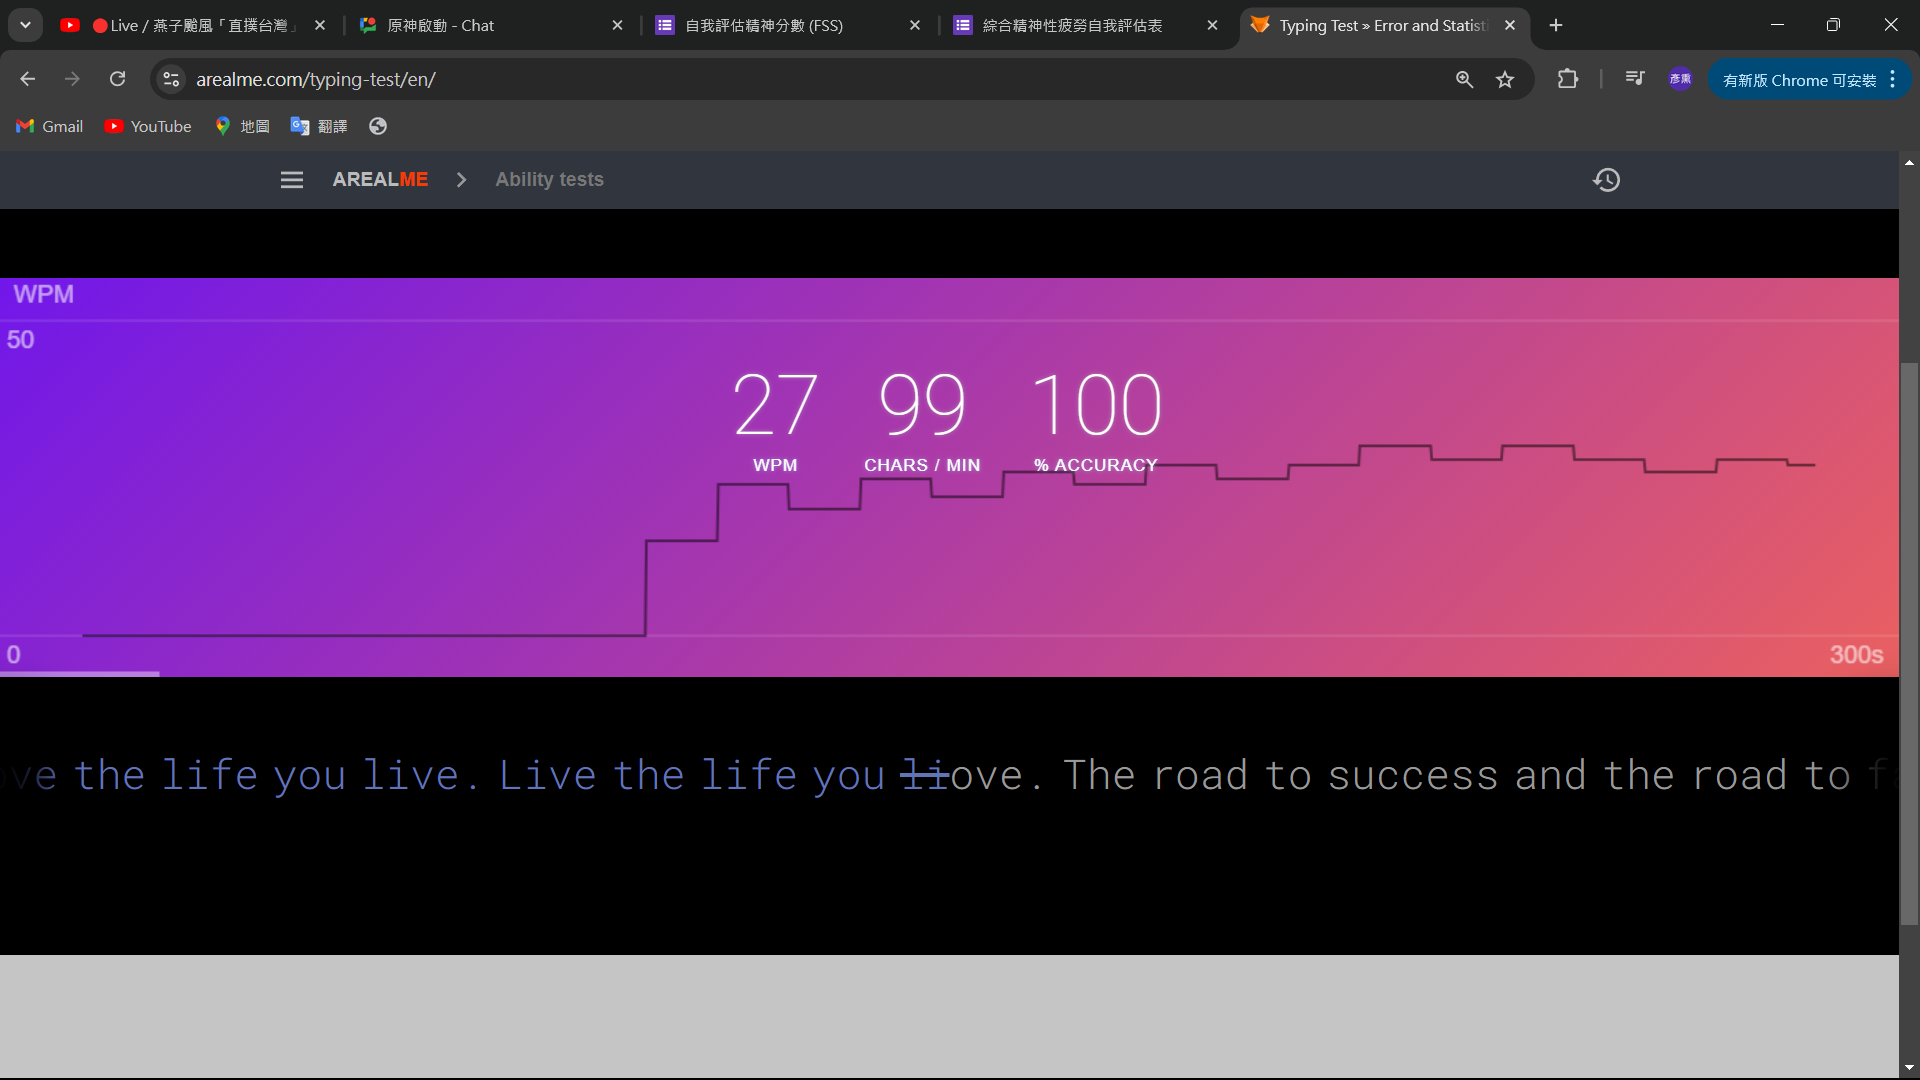 🔴Live / 燕子颱風「直撲台灣」
原神啟動 - Chat
自我評估精神分數 (FSS)
綜合精神性疲勞自我評估表
Typing Test » Error and Statisti
arealme.com/typing-test/en/
彥熏
有新版 Chrome 可安裝
Gmail
YouTube
地圖
翻譯
AREALME
Ability tests
WPM
50
27 99 100
WPM CHARS / MIN % ACCURACY
0
300s
ove the life you live. Live the life you liove. The road to success and the road to fa